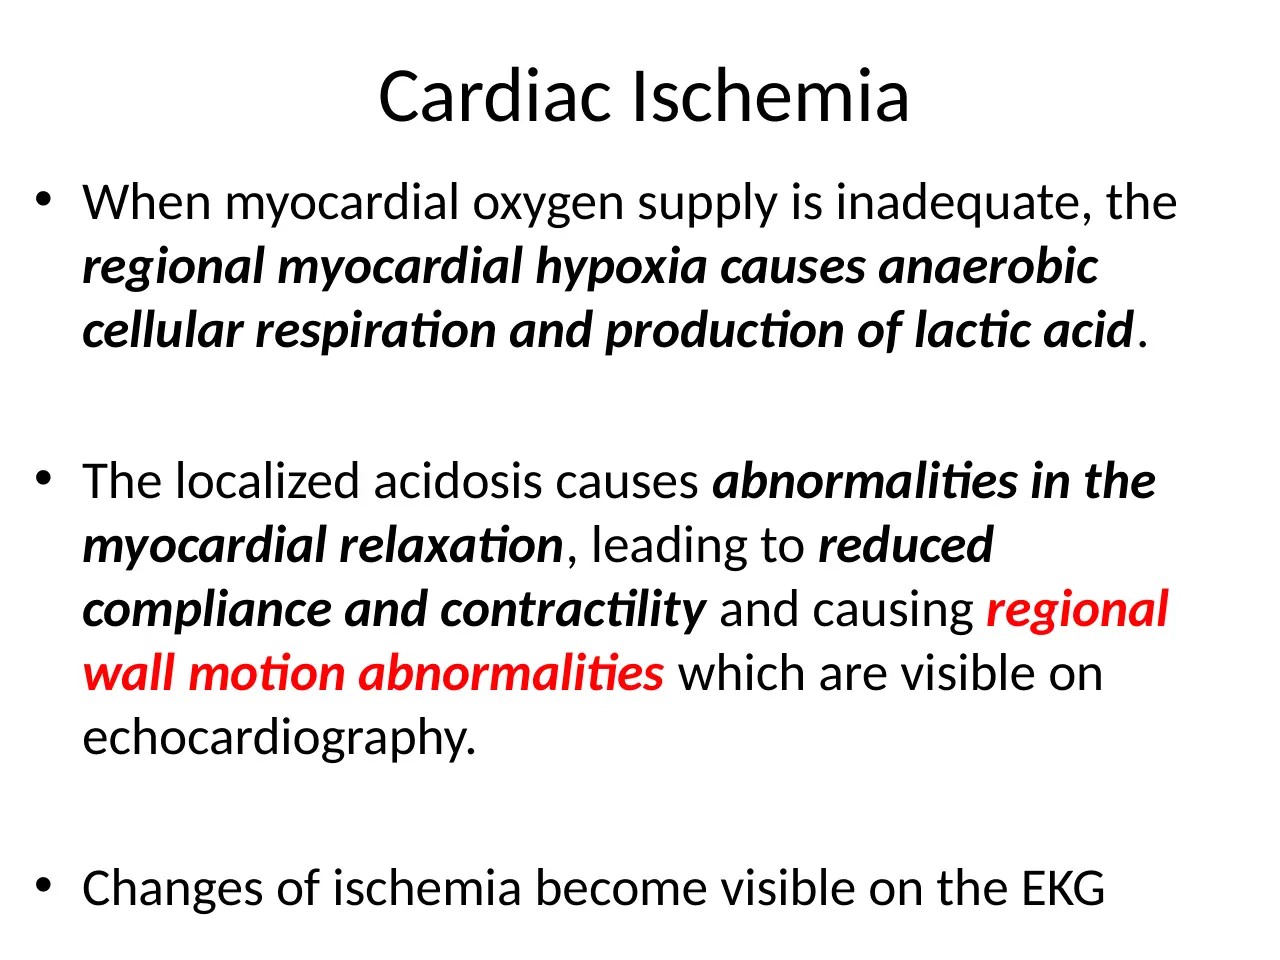 Cardiac Ischemia
• When myocardial oxygen supply is inadequate, the
regional myocardial hypoxia causes anaerobic
cellular respiration and production of lactic acid.
• The localized acidosis causes abnormalities in the
myocardial relaxation, leading to reduced
compliance and contractility and causing regional
wall motion abnormalities which are visible on
echocardiography.
• Changes of ischemia become visible on the EKG